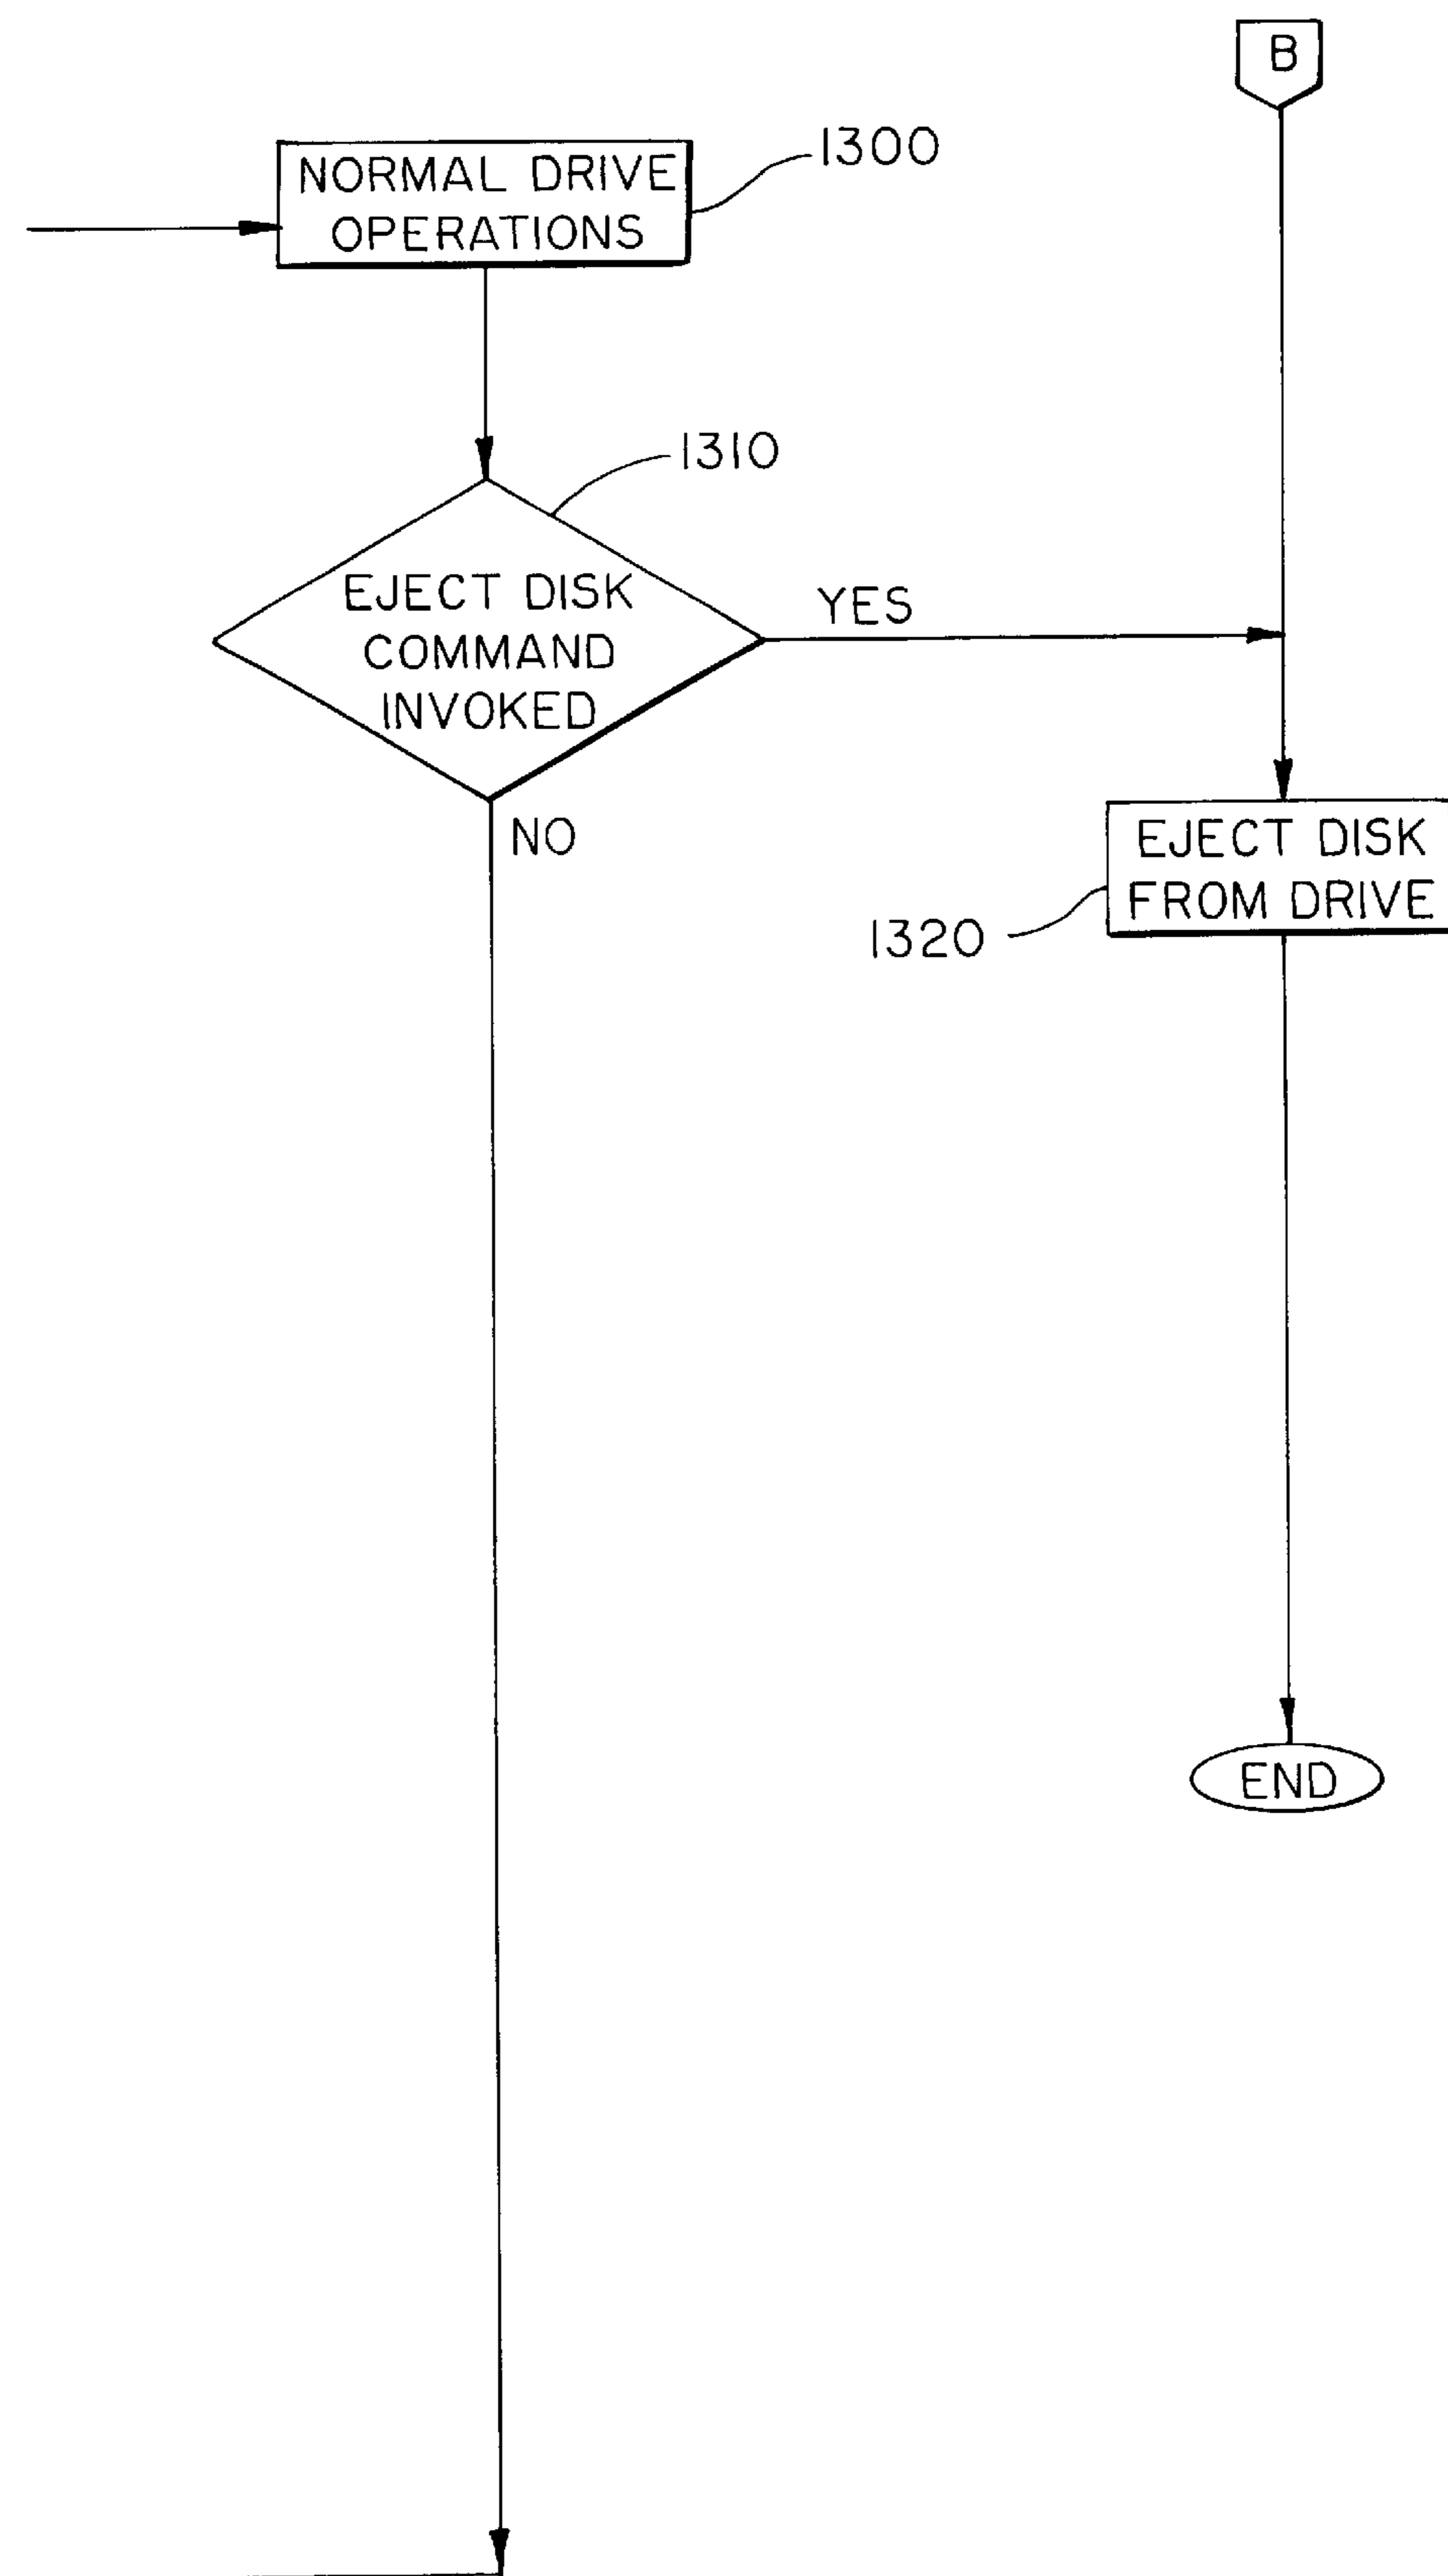 B
1300
NORMAL DRIVE
OPERATIONS
1310
EJECT DISK
COMMAND
INVOKED
YES
NO
EJECT DISK
FROM DRIVE
1320
END